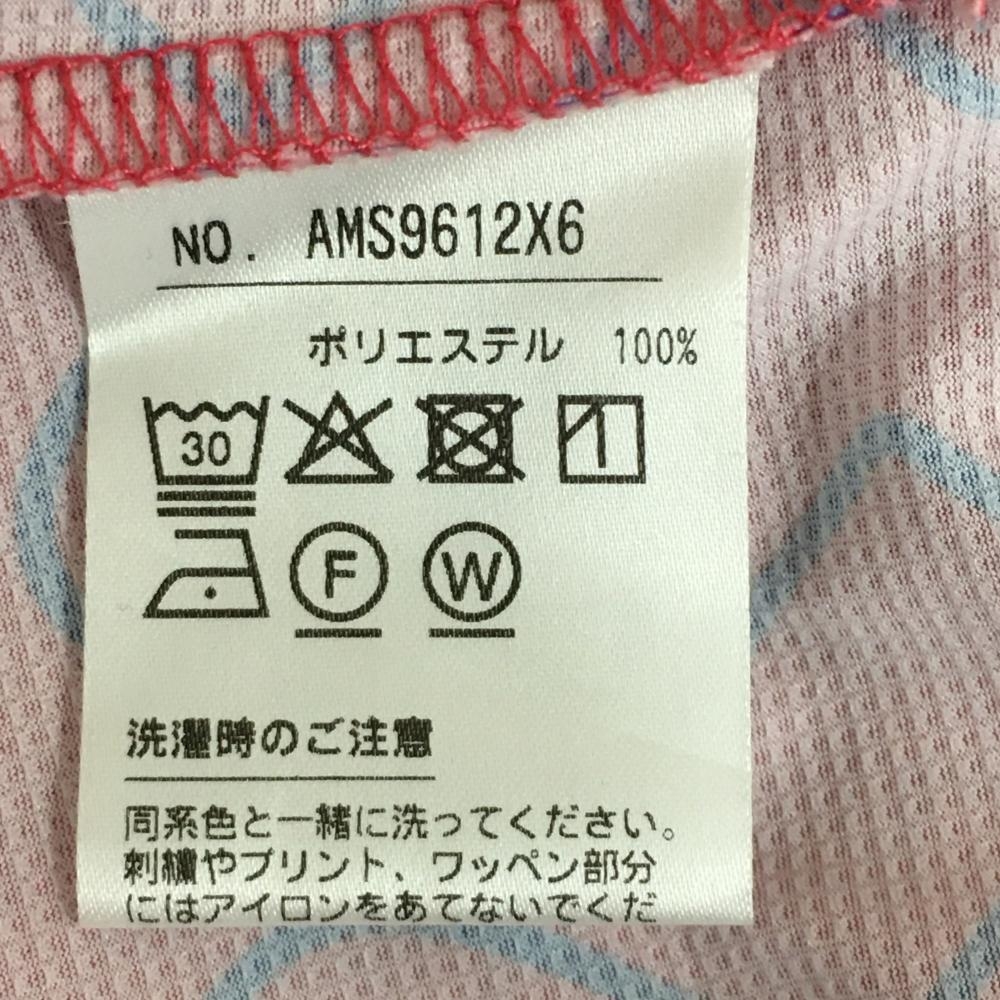 NO. AMS9612X6
ポリエステル 100%
30
F W
洗濯時のご注意
同系色と一緒に洗ってください。
刺繍やプリント、ワッペン部分
にはアイロンをあてないでくだ